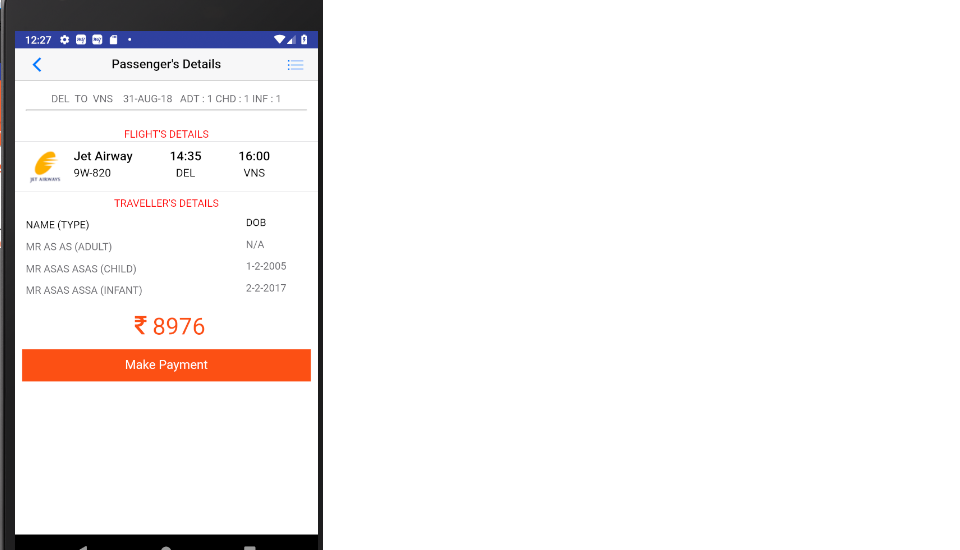 12:27
Passenger's Details
DEL TO VNS 31-AUG-18 ADT : 1 CHD : 1 INF : 1
FLIGHT'S DETAILS
Jet Airway 14:35 16:00
JET AIRWAYS 9W-820 DEL VNS
TRAVELLER'S DETAILS
NAME (TYPE) DOB
MR AS AS (ADULT) N/A
MR ASAS ASAS (CHILD) 1-2-2005
MR ASAS ASSA (INFANT) 2-2-2017
₹ 8976
Make Payment